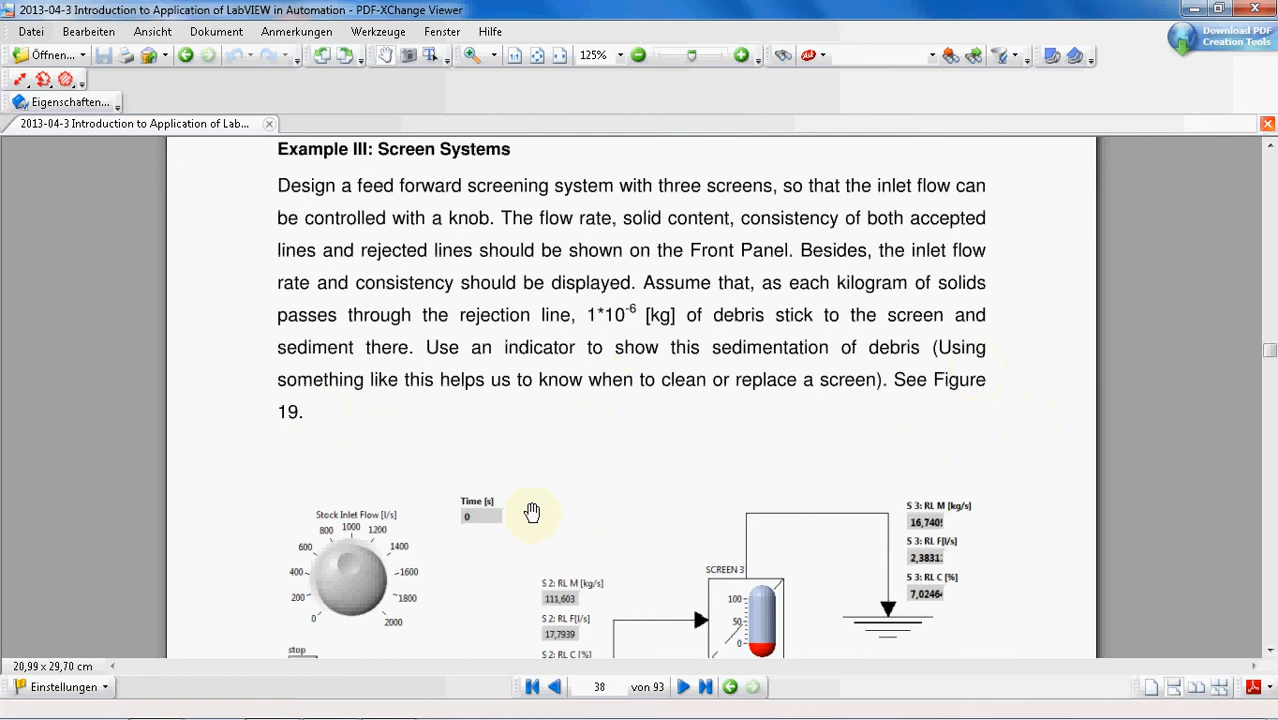 2013-04-3 Introduction to Application of LabVIEW in Automation - PDF-XChange Viewer
Datei Bearbeiten Ansicht Dokument Anmerkungen Werkzeuge Fenster Hilfe
Download PDF
Creation Tools
Öffnen...
125%
Eigenschaften...
2013-04-3 Introduction to Application of Lab...
Example III: Screen Systems
Design a feed forward screening system with three screens, so that the inlet flow can
be controlled with a knob. The flow rate, solid content, consistency of both accepted
lines and rejected lines should be shown on the Front Panel. Besides, the inlet flow
rate and consistency should be displayed. Assume that, as each kilogram of solids
passes through the rejection line, 1*10-6 [kg] of debris stick to the screen and
sediment there. Use an indicator to show this sedimentation of debris (Using
something like this helps us to know when to clean or replace a screen). See Figure
19.
Time [s]
0
Stock Inlet Flow [l/s]
0 200 400 600 800 1000 1200 1400 1600 1800 2000
stop
S 2: RL M [kg/s]
111,603
S 2: RL F[l/s]
17,7939
S 2: RL C [%]
SCREEN 3
100
50
0
S 3: RL M [kg/s]
S 3: RL F[l/s]
S 3: RL C [%]
20,99 x 29,70 cm
Einstellungen
38 von 93